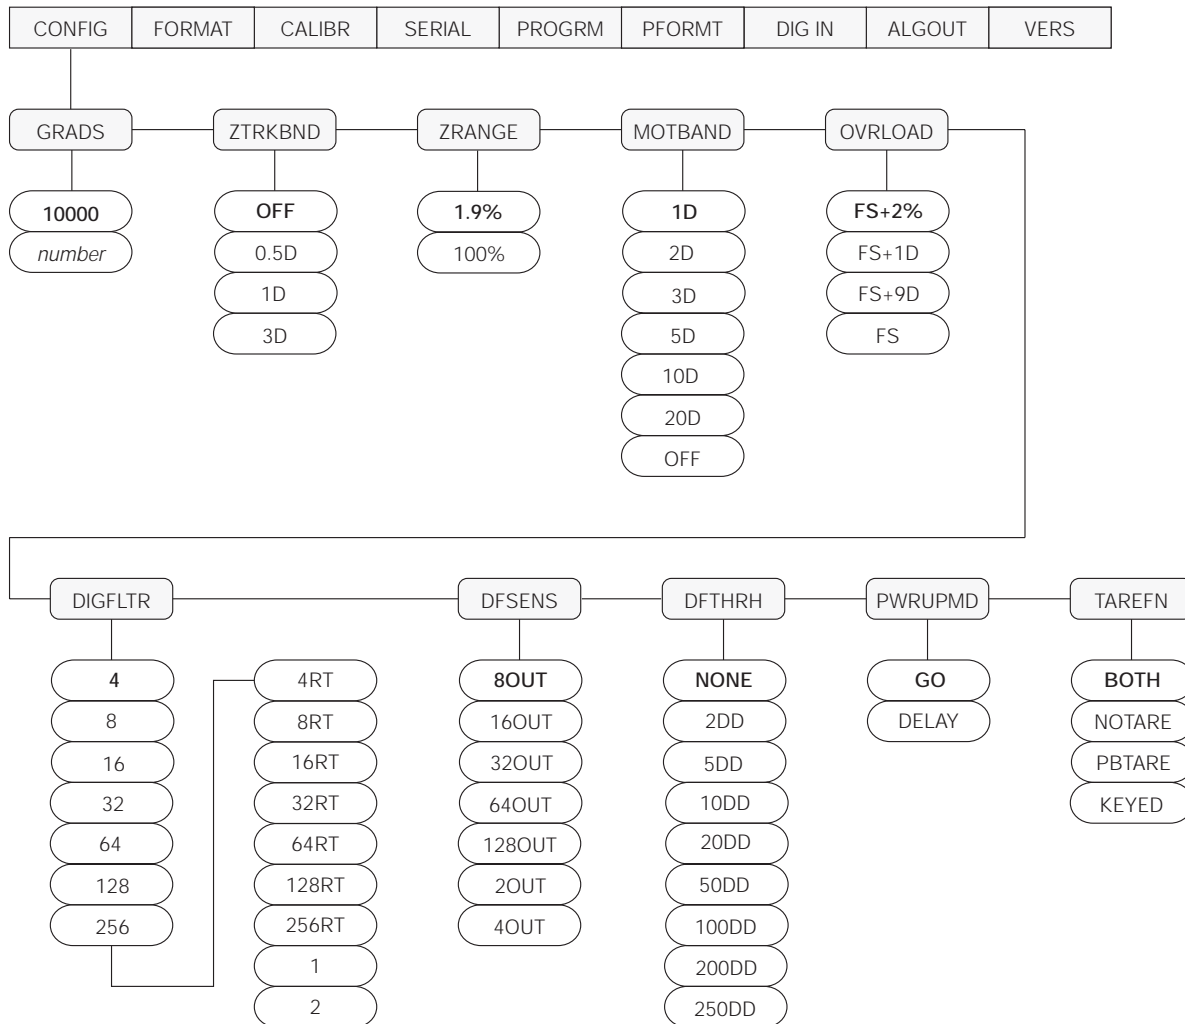 CONFIG FORMAT CALIBR SERIAL PROGRM PFORMT DIG IN ALGOUT VERS
GRADS ZTRKBND ZRANGE MOTBAND OVRLOAD
10000 OFF 1.9% 1D FS+2%
number 0.5D 100% 2D FS+1D
1D 3D FS+9D
3D 5D FS
10D
20D
OFF
DIGFLTR DFSENS DFTHRH PWRUPMD TAREFN
4 4RT 8OUT NONE GO BOTH
8 8RT 16OUT 2DD DELAY NOTARE
16 16RT 32OUT 5DD PBTARE
32 32RT 64OUT 10DD KEYED
64 64RT 128OUT 20DD
128 128RT 2OUT 50DD
256 256RT 4OUT 100DD
1 200DD
2 250DD